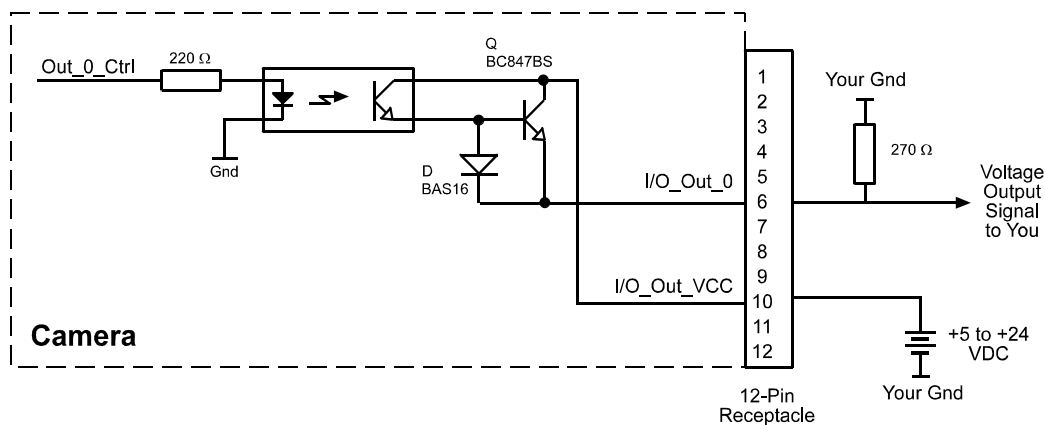 Out_0_Ctrl
220 Ω
Q
BC847BS
Gnd
D
BAS16
I/O_Out_0
I/O_Out_VCC
Camera
1
2
3
4
5
6
7
8
9
10
11
12
12-Pin
Receptacle
Your Gnd
270 Ω
Voltage
Output
Signal
to You
+5 to +24
VDC
Your Gnd